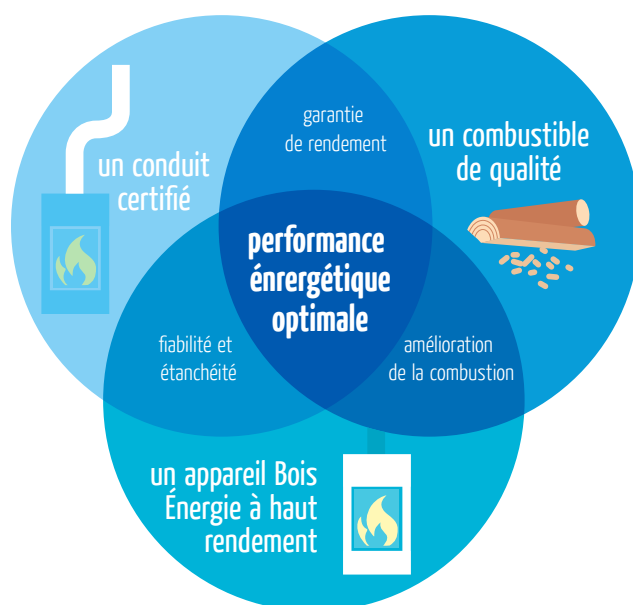 garantie
de rendement
un conduit
certifié
un combustible
de qualité
performance
énrergétique
optimale
fiabilité et
étanchéité
amélioration
de la combustion
un appareil Bois
Énergie à haut
rendement